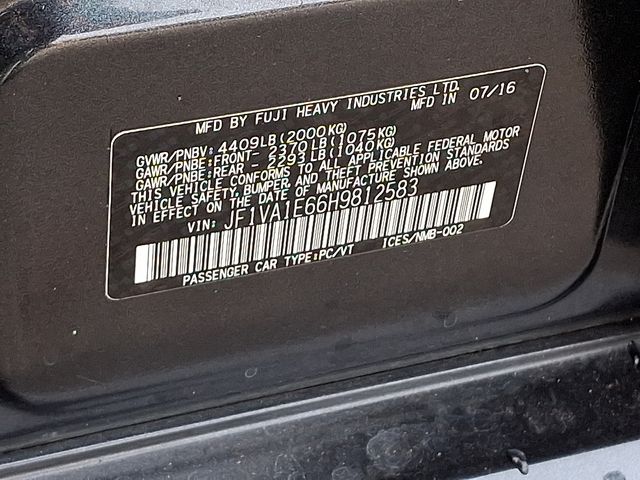 MFD BY FUJI HEAVY INDUSTRIES LTD.
MFD IN 07/16
GVWR/PNBV: 4409LB(2000KG)
GAWR/PNBE: FRONT- 2370LB(1075KG)
GAWR/PNBE: REAR - 2293LB(1040KG)
THIS VEHICLE CONFORMS TO ALL APPLICABLE FEDERAL MOTOR
VEHICLE SAFETY, BUMPER, AND THEFT PREVENTION STANDARDS
IN EFFECT ON THE DATE OF MANUFACTURE SHOWN ABOVE.
VIN: JF1VA1E66H9812583
PASSENGER CAR TYPE:PC/VT ICES/NMB-002